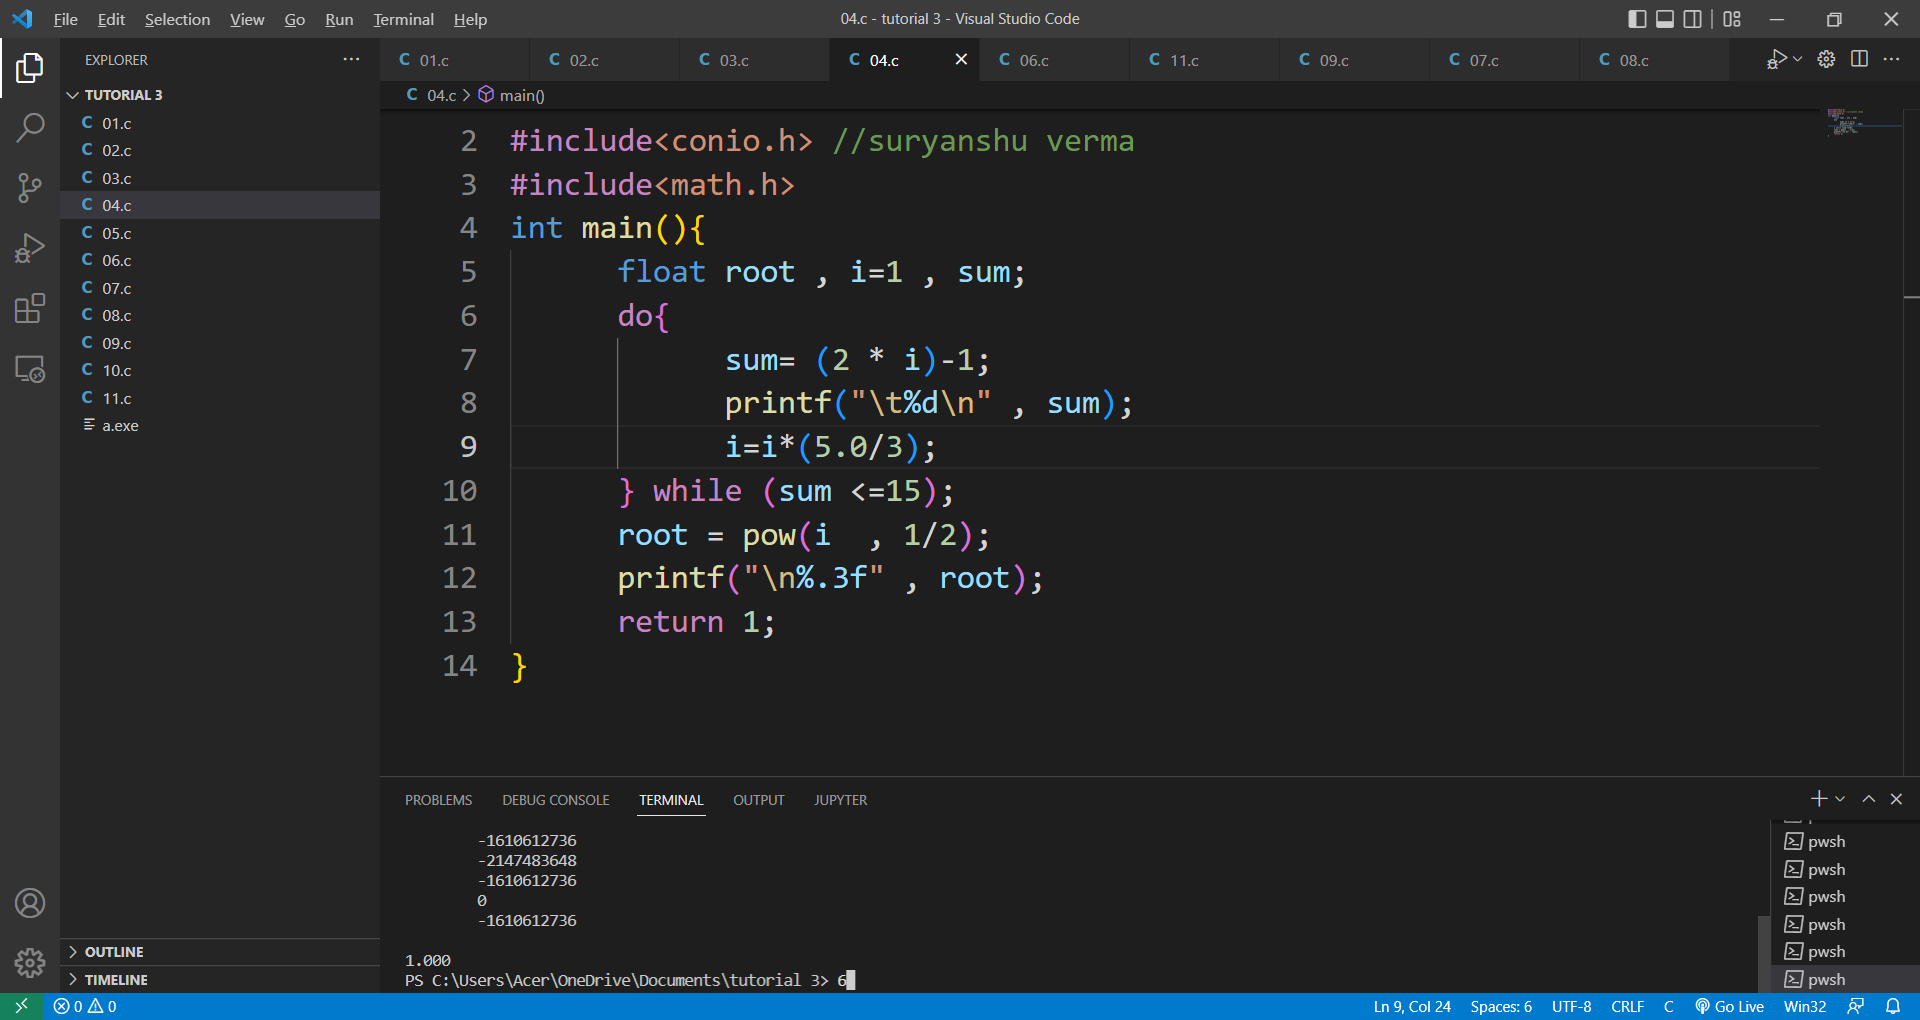 File Edit Selection View Go Run Terminal Help
04.c - tutorial 3 - Visual Studio Code
EXPLORER
TUTORIAL 3
C 01.c
C 02.c
C 03.c
C 04.c
C 05.c
C 06.c
C 07.c
C 08.c
C 09.c
C 10.c
C 11.c
a.exe
OUTLINE
TIMELINE
C 01.c C 02.c C 03.c C 04.c C 06.c C 11.c C 09.c C 07.c C 08.c
C 04.c > main()
2 #include<conio.h> //suryanshu verma
3 #include<math.h>
4 int main(){
5 float root , i=1 , sum;
6 do{
7 sum= (2 * i)-1;
8 printf("\t%d\n" , sum);
9 i=i*(5.0/3);
10 } while (sum <=15);
11 root = pow(i  , 1/2);
12 printf("\n%.3f" , root);
13 return 1;
14 }
PROBLEMS DEBUG CONSOLE TERMINAL OUTPUT JUPYTER
-1610612736
-2147483648
-1610612736
0
-1610612736
1.000
PS C:\Users\Acer\OneDrive\Documents\tutorial 3> 6
pwsh
pwsh
pwsh
pwsh
pwsh
pwsh
0 0
Ln 9, Col 24 Spaces: 6 UTF-8 CRLF C Go Live Win32